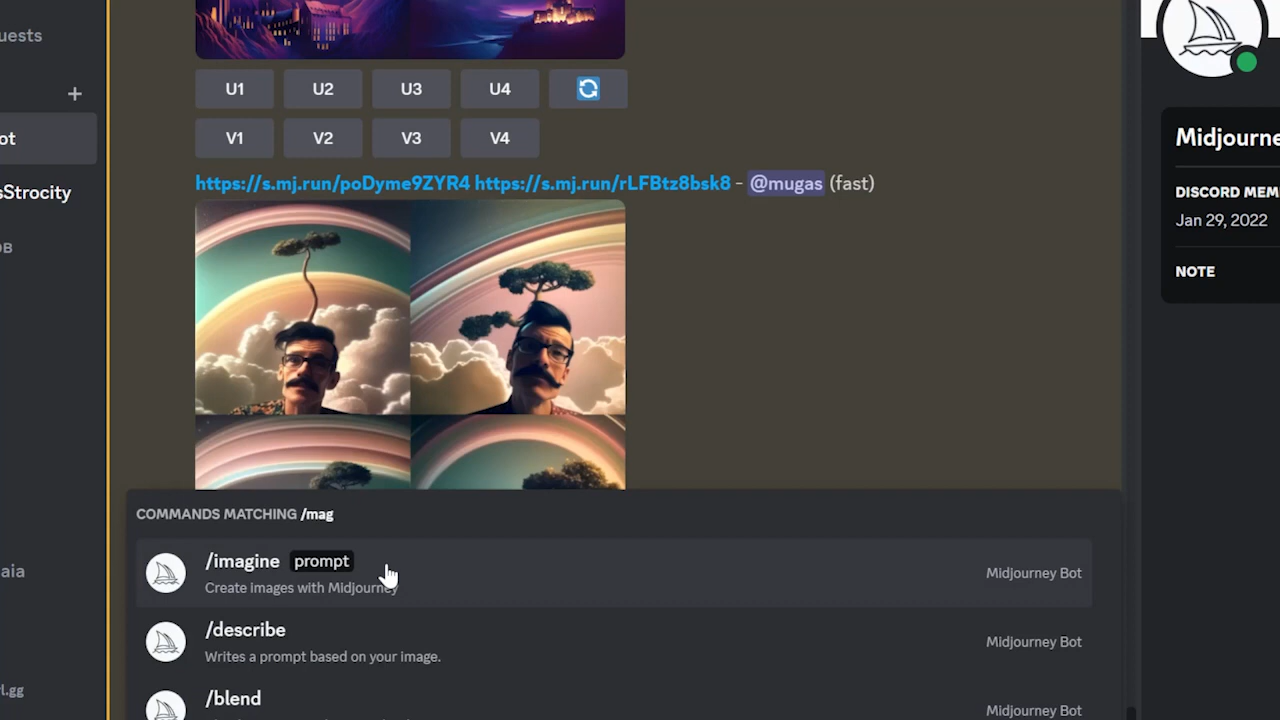 uests
+
U1 U2 U3 U4
ot
V1 V2 V3 V4
Midjourne
https://s.mj.run/poDyme9ZYR4 https://s.mj.run/rLFBtz8bsk8 - @mugas (fast)
sStrocity
DISCORD MEM
Jan 29, 2022
DB
NOTE
COMMANDS MATCHING /mag
/imagine prompt
Create images with Midjourney
Midjourney Bot
aia
/describe
Writes a prompt based on your image.
Midjourney Bot
/blend
Midjourney Bot
l.gg